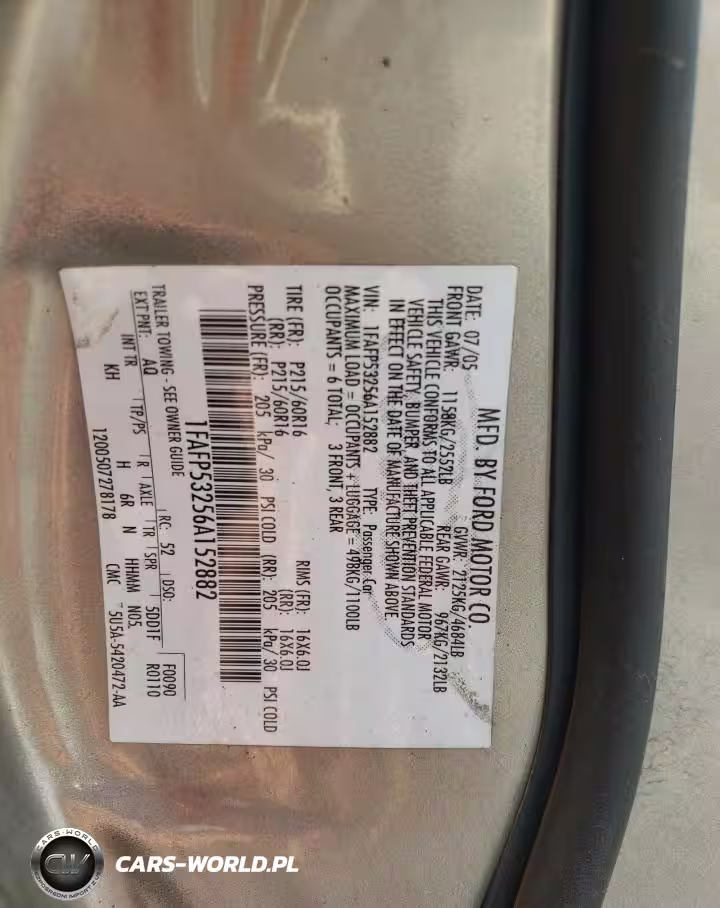 MFD. BY FORD MOTOR CO.
DATE: 07/05 GVWR: 2125KG/4684LB
FRONT GAWR: 1158KG/2552LB REAR GAWR: 967KG/2132LB
THIS VEHICLE CONFORMS TO ALL APPLICABLE FEDERAL MOTOR
VEHICLE SAFETY, BUMPER, AND THEFT PREVENTION STANDARDS
IN EFFECT ON THE DATE OF MANUFACTURE SHOWN ABOVE.
VIN: 1FAFP53256A152882 TYPE: Passenger Car
MAXIMUM LOAD = OCCUPANTS + LUGGAGE = 498KG/1100LB
OCCUPANTS = 6 TOTAL; 3 FRONT, 3 REAR
TIRE (FR): P215/60R16 RIMS (FR): 16X6.0J
(RR): P215/60R16 (RR): 16X6.0J
PRESSURE (FR): 205 kPa/ 30 PSI COLD (RR): 205 kPa/ 30 PSI COLD
1FAFP53256A152882
TRAILER TOWING - SEE OWNER GUIDE RC: 52 DSO: F0090
EXT PNT: AQ 5DD1F R0110
INT TR TP/PS R AXLE TR SPR HHMM NOS.
KH H 6R N CMC 5U5A-5420472-AA
1200507278178
CARS-WORLD
CW
CARS-WORLD.PL